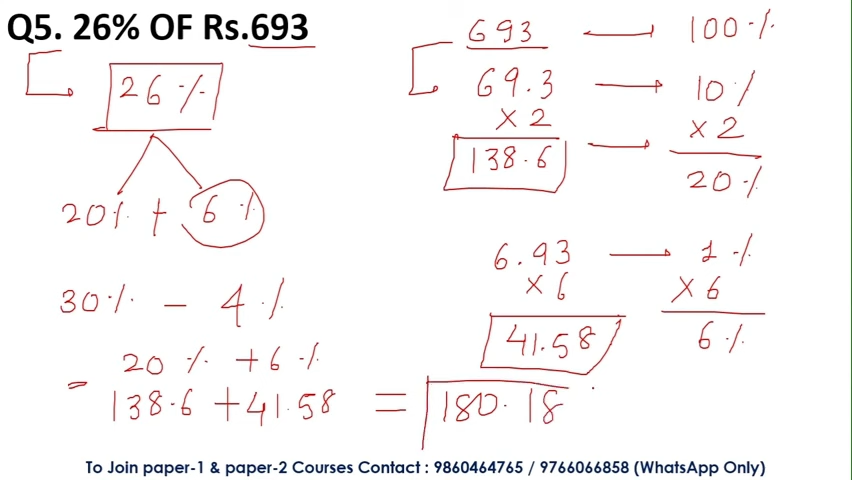 Q5. 26% OF Rs.693
26%
20% + 6%
30% - 4%
20% + 6%
= 138.6 + 41.58 = 180.18
693 → 100%
69.3 → 10%
×2 ×2
138.6 → 20%
6.93 → 1%
×6 ×6
41.58 6%
To Join paper-1 & paper-2 Courses Contact : 9860464765 / 9766066858 (WhatsApp Only)